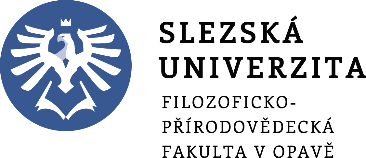 SLEZSKÁ
UNIVERZITA
FILOZOFICKO-
PŘÍRODOVĚDECKÁ
FAKULTA V OPAVĚ